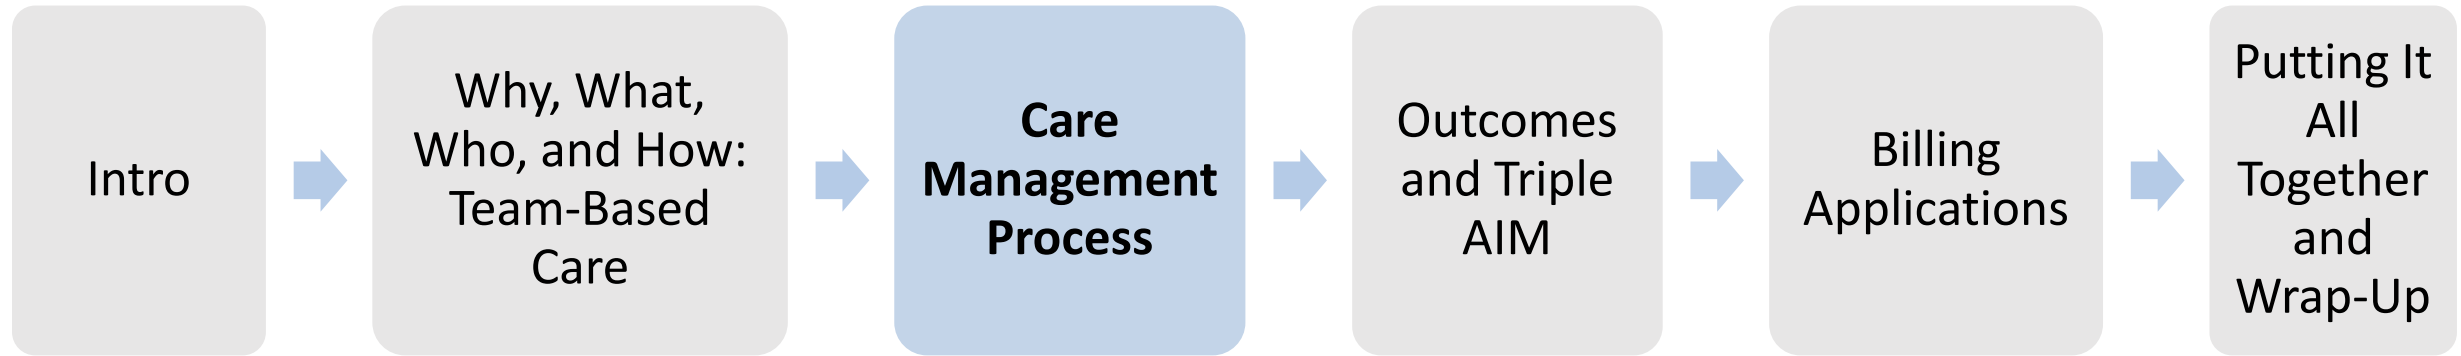 Intro
Why, What,
Who, and How:
Team-Based
Care
Care
Management
Process
Outcomes
and Triple
AIM
Billing
Applications
Putting It
All
Together
and
Wrap-Up